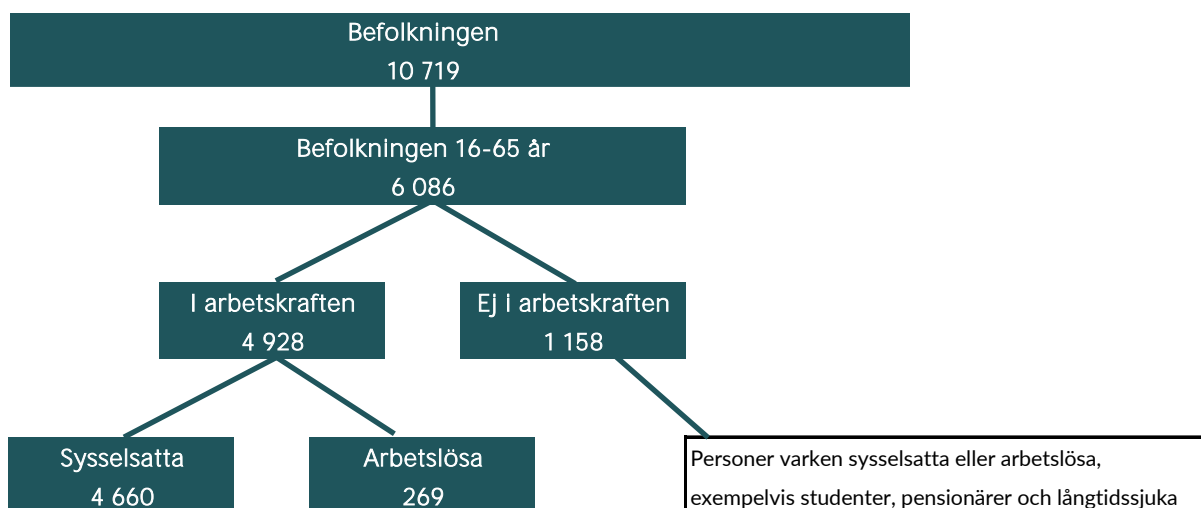 Befolkningen
10 719
Befolkningen 16-65 år
6 086
I arbetskraften
4 928
Ej i arbetskraften
1 158
Sysselsatta
4 660
Arbetslösa
269
Personer varken sysselsatta eller arbetslösa,
exempelvis studenter, pensionärer och långtidssjuka